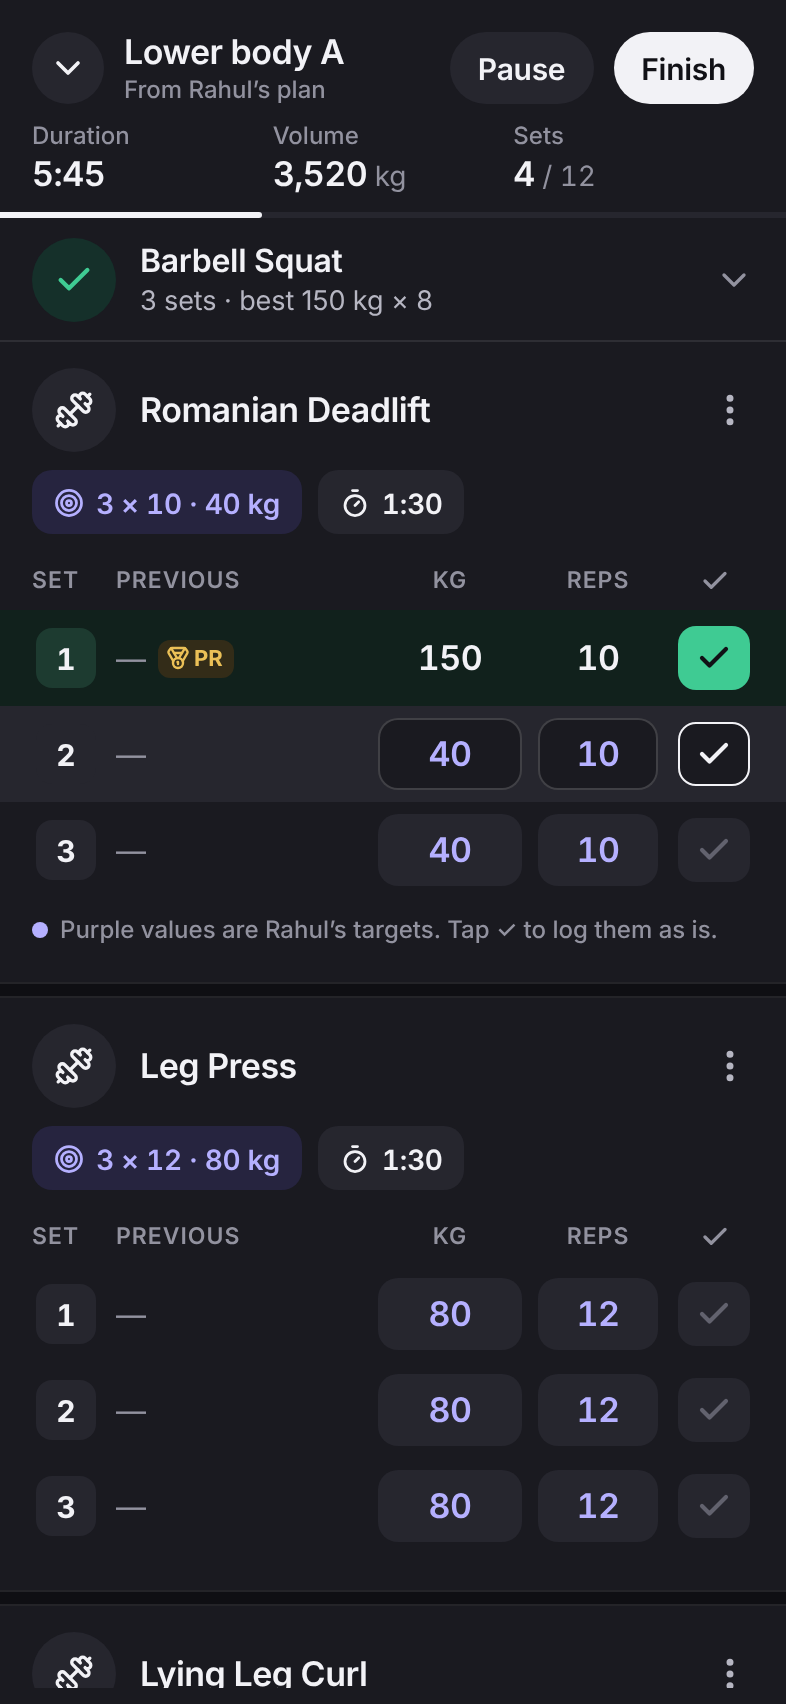 Lower body A
From Rahul’s plan
Pause
Finish
Duration
Volume
Sets
5:45
3,520 kg
4 / 12
Barbell Squat
3 sets · best 150 kg × 8
Romanian Deadlift
3 × 10 · 40 kg
1:30
SET PREVIOUS KG REPS ✓
1 — PR 150 10 ✓
2 — 40 10 ✓
3 — 40 10 ✓
Purple values are Rahul’s targets. Tap ✓ to log them as is.
Leg Press
3 × 12 · 80 kg
1:30
SET PREVIOUS KG REPS ✓
1 — 80 12 ✓
2 — 80 12 ✓
3 — 80 12 ✓
Lying Leg Curl